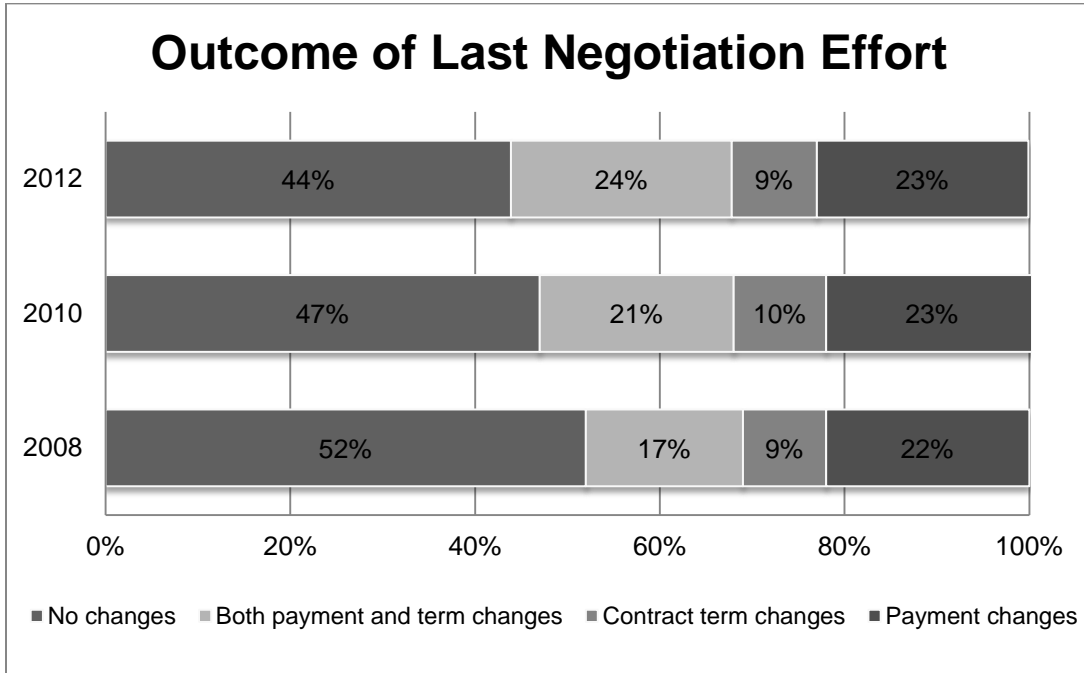 Outcome of Last Negotiation Effort
2012 44% 24% 9% 23%
2010 47% 21% 10% 23%
2008 52% 17% 9% 22%
0% 20% 40% 60% 80% 100%
No changes Both payment and term changes Contract term changes Payment changes